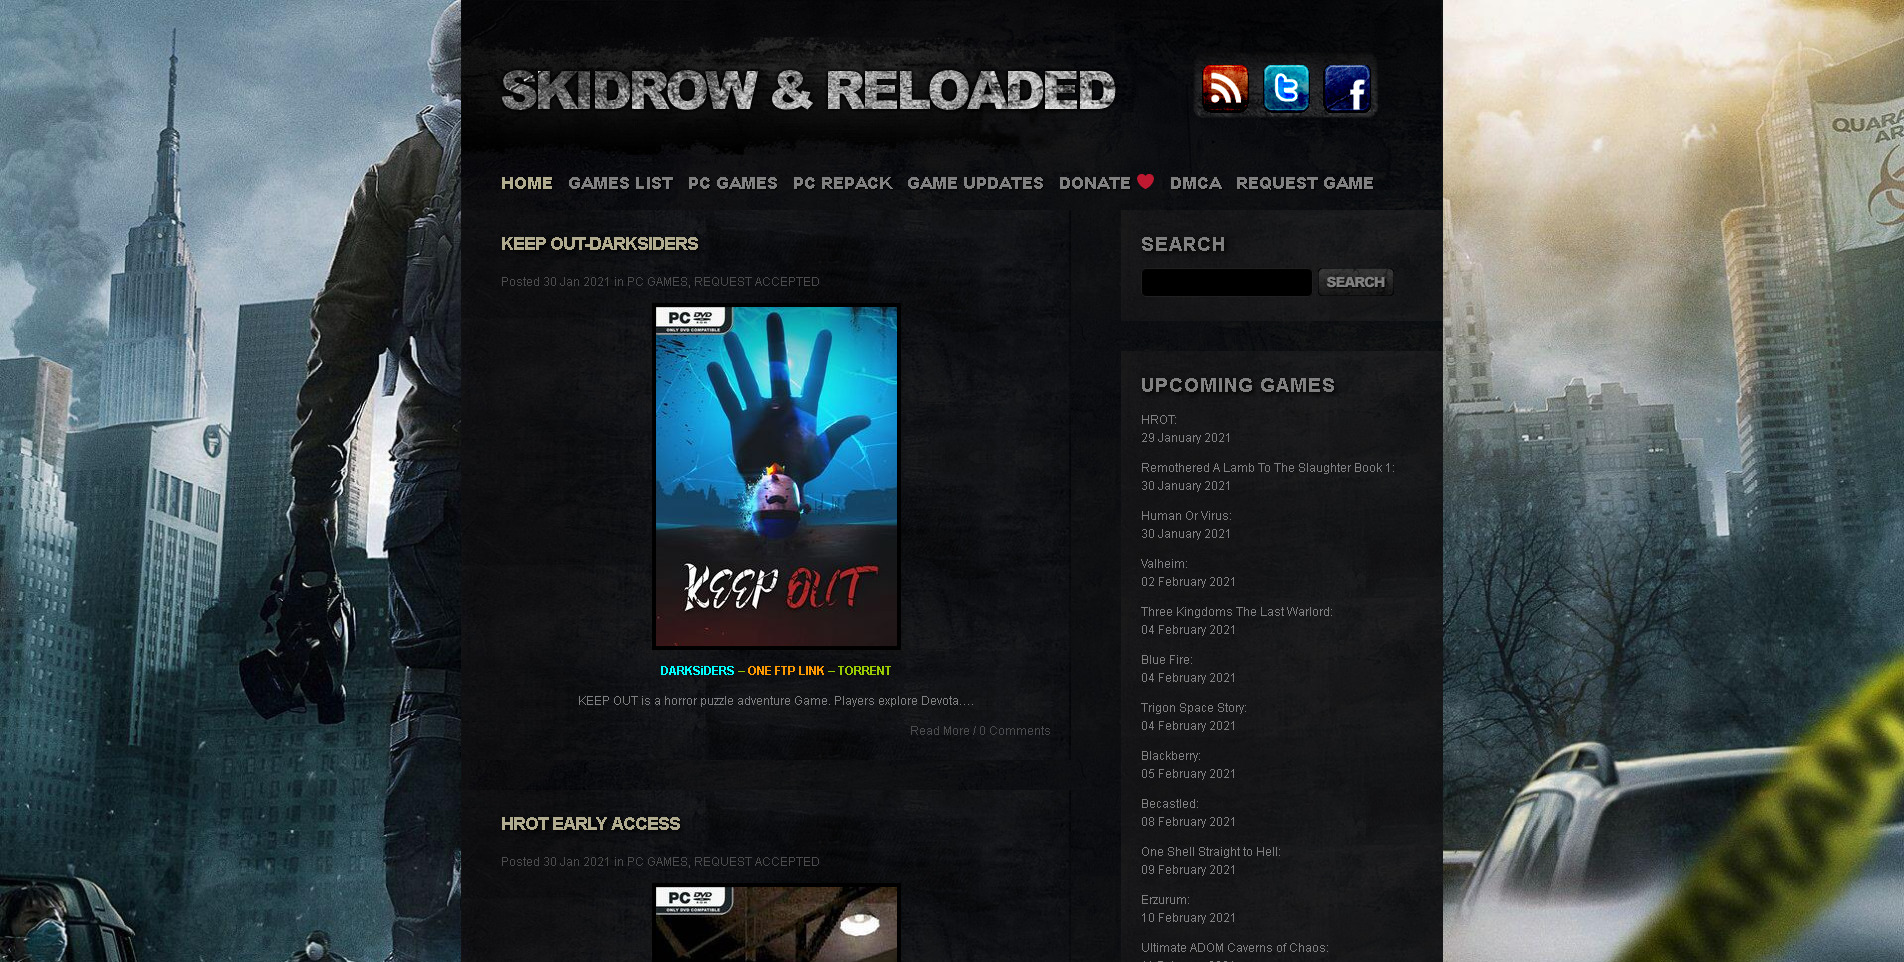 SKIDROW & RELOADED
HOME GAMES LIST PC GAMES PC REPACK GAME UPDATES DONATE DMCA REQUEST GAME
KEEP OUT-DARKSIDERS
Posted 30 Jan 2021 in PC GAMES, REQUEST ACCEPTED
PC DVD ROM
ONLY DVD COMPATIBLE
KEEP OUT
DARKSiDERS – ONE FTP LINK – TORRENT
KEEP OUT is a horror puzzle adventure Game. Players explore Devota….
Read More / 0 Comments
HROT EARLY ACCESS
Posted 30 Jan 2021 in PC GAMES, REQUEST ACCEPTED
PC DVD ROM
ONLY DVD COMPATIBLE
SEARCH
SEARCH
UPCOMING GAMES
HROT:
29 January 2021
Remothered A Lamb To The Slaughter Book 1:
30 January 2021
Human Or Virus:
30 January 2021
Valheim:
02 February 2021
Three Kingdoms The Last Warlord:
04 February 2021
Blue Fire:
04 February 2021
Trigon Space Story:
04 February 2021
Blackberry:
05 February 2021
Becastled:
08 February 2021
One Shell Straight to Hell:
09 February 2021
Erzurum:
10 February 2021
Ultimate ADOM Caverns of Chaos:
QUARA
AR
ARANT